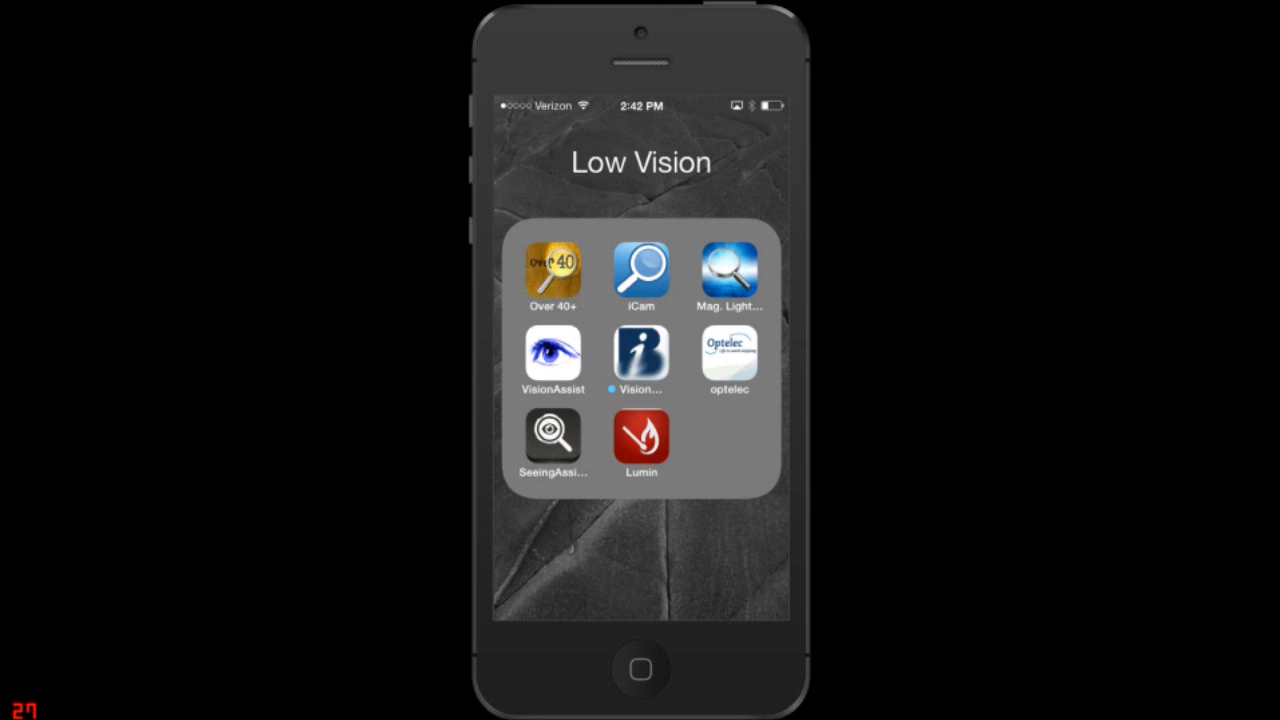 Verizon 2:42 PM
Low Vision
Over 40
Over 40+ iCam Mag. Light...
Optelec
VisionAssist Vision... optelec
SeeingAssi... Lumin
27